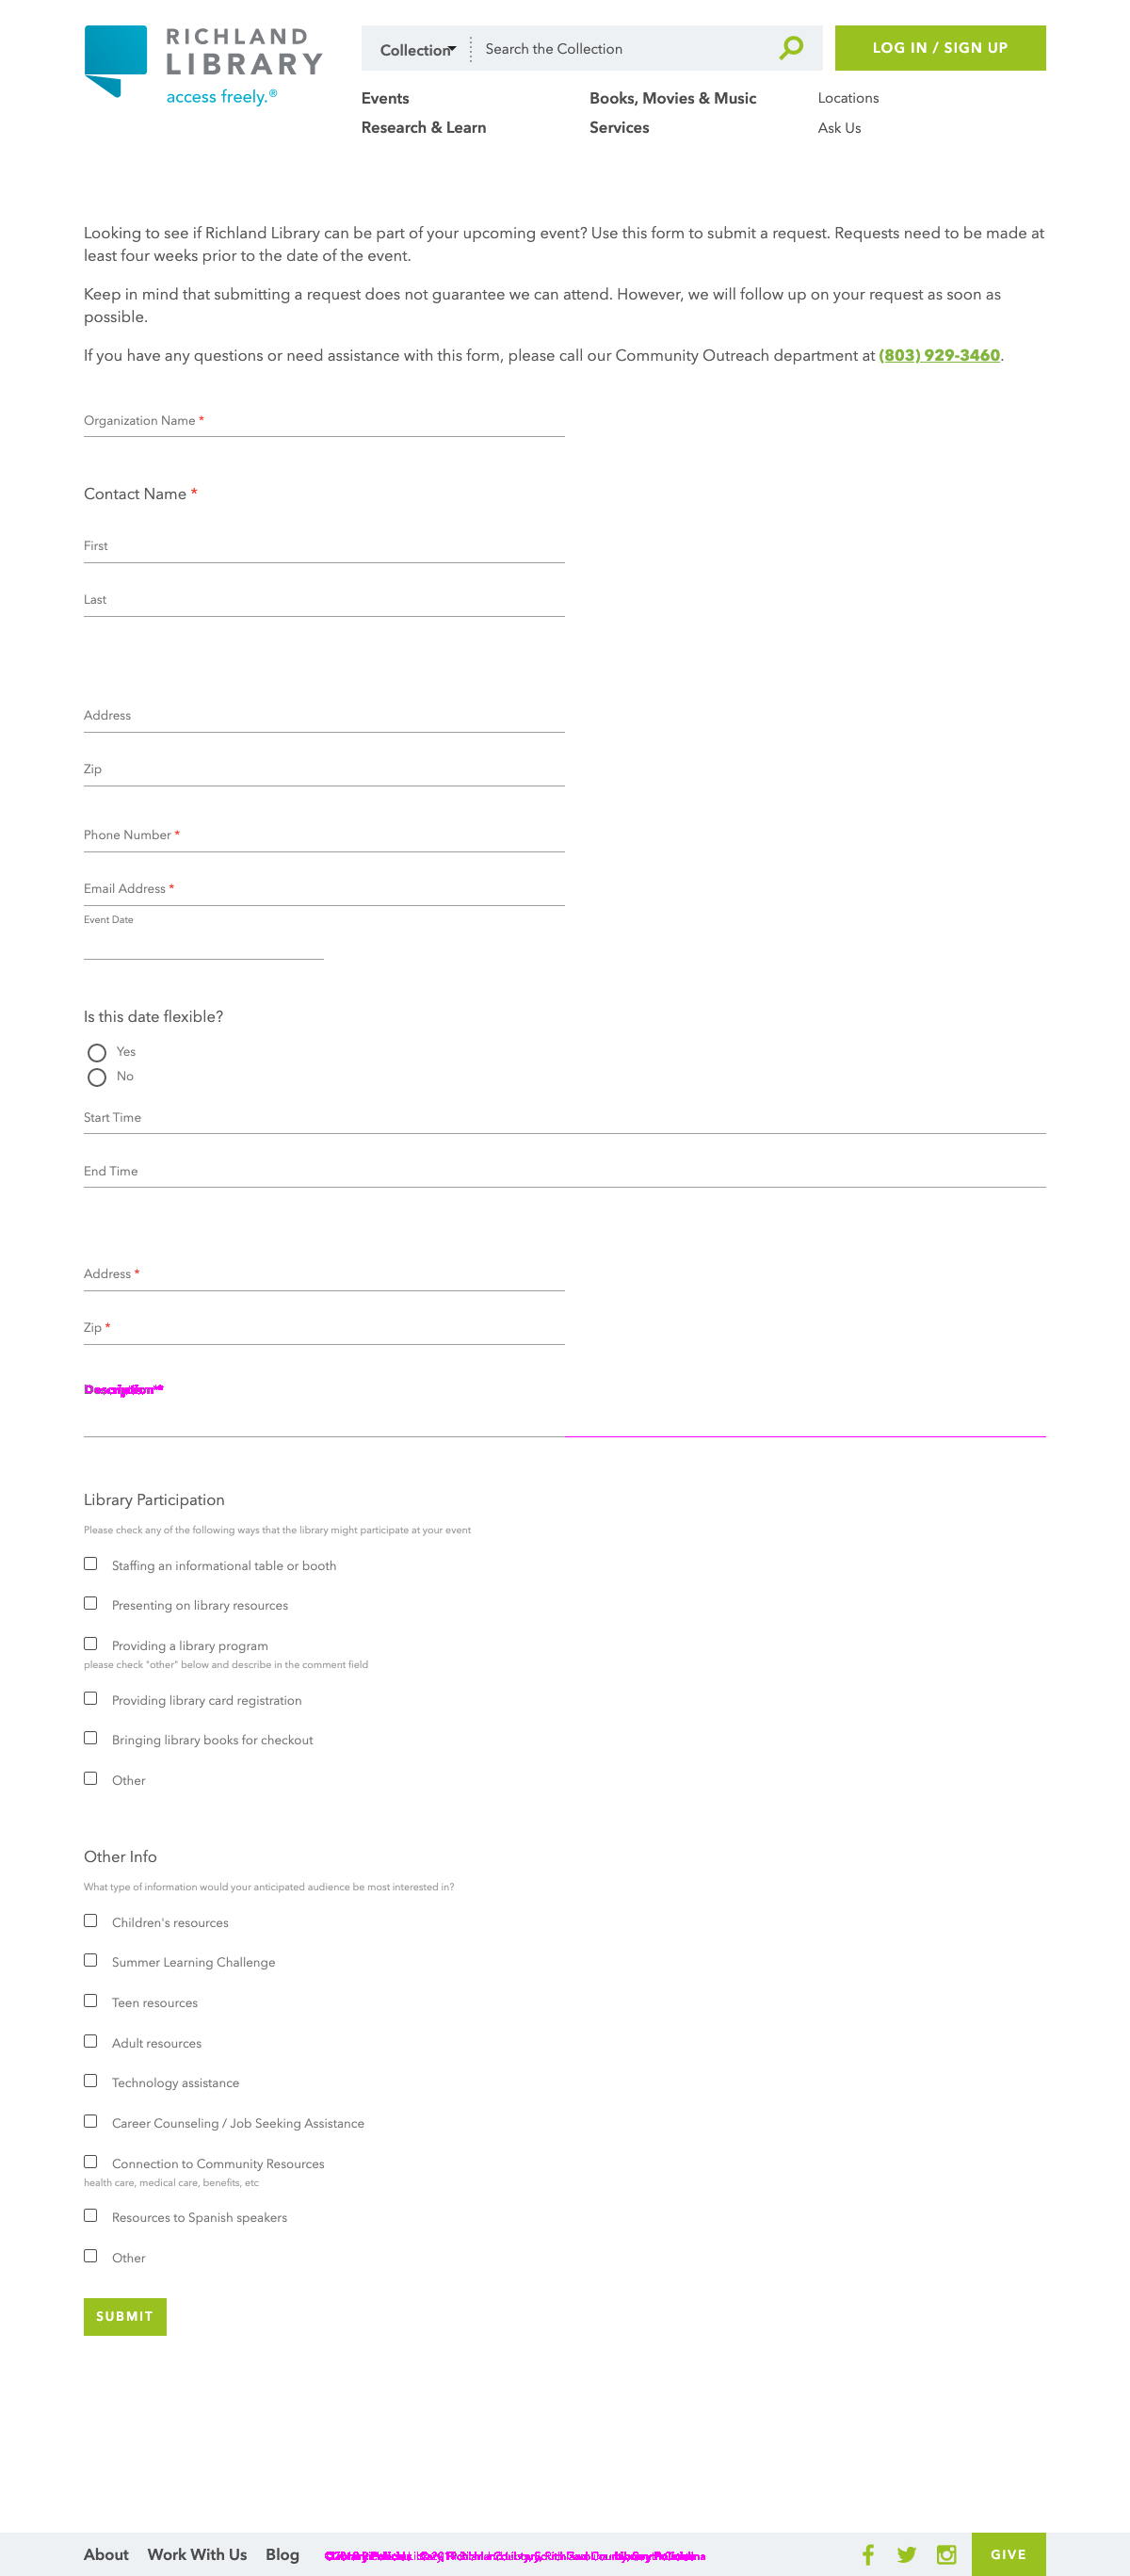 RICHLAND
LIBRARY
access freely.®
Collection
Search the Collection
LOG IN / SIGN UP
Events
Books, Movies & Music
Locations
Research & Learn
Services
Ask Us
Looking to see if Richland Library can be part of your upcoming event? Use this form to submit a request. Requests need to be made at
least four weeks prior to the date of the event.
Keep in mind that submitting a request does not guarantee we can attend. However, we will follow up on your request as soon as
possible.
If you have any questions or need assistance with this form, please call our Community Outreach department at (803) 929-3460.
Organization Name *
Contact Name *
First
Last
Address
Zip
Phone Number *
Email Address *
Event Date
Is this date flexible?
Yes
No
Start Time
End Time
Address *
Zip *
Description *
Library Participation
Please check any of the following ways that the library might participate at your event
Staffing an informational table or booth
Presenting on library resources
Providing a library program
please check "other" below and describe in the comment field
Providing library card registration
Bringing library books for checkout
Other
Other Info
What type of information would your anticipated audience be most interested in?
Children's resources
Summer Learning Challenge
Teen resources
Adult resources
Technology assistance
Career Counseling / Job Seeking Assistance
Connection to Community Resources
health care, medical care, benefits, etc
Resources to Spanish speakers
Other
SUBMIT
About
Work With Us
Blog
GIVE